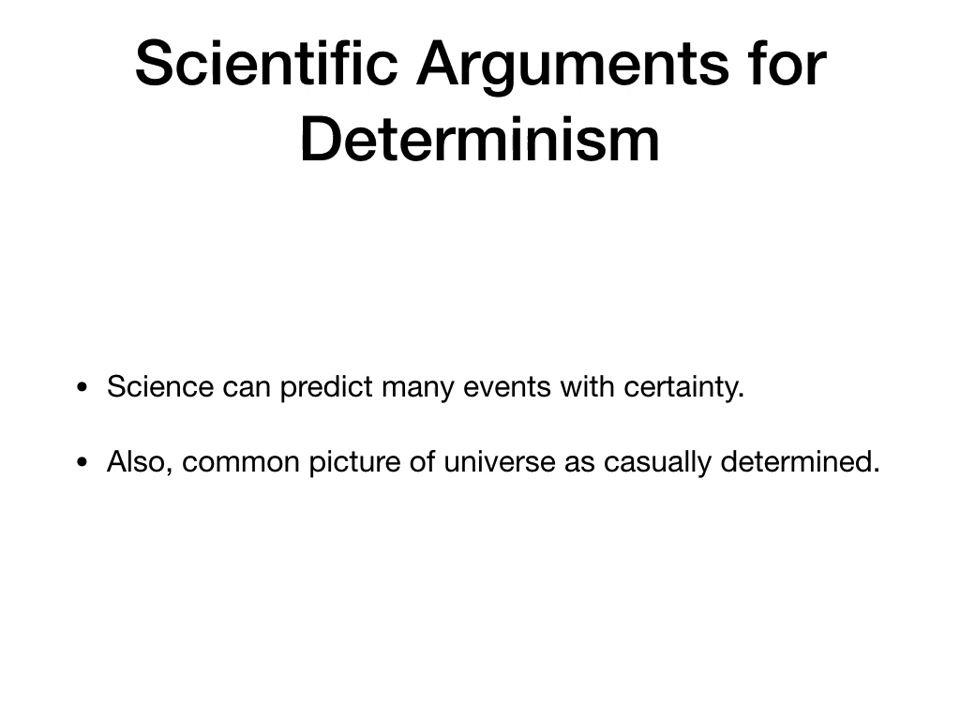 Scientific Arguments for
Determinism
• Science can predict many events with certainty.
• Also, common picture of universe as casually determined.